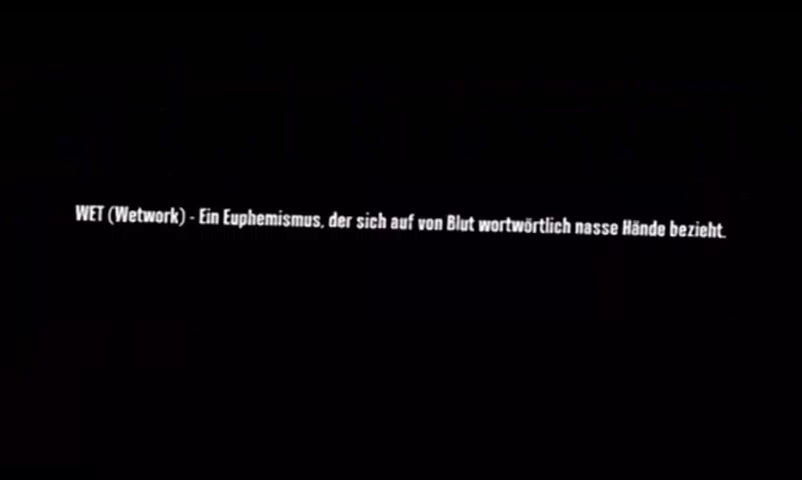 WET (Wetwork) - Ein Euphemismus, der sich auf von Blut wortwörtlich nasse Hände bezieht.